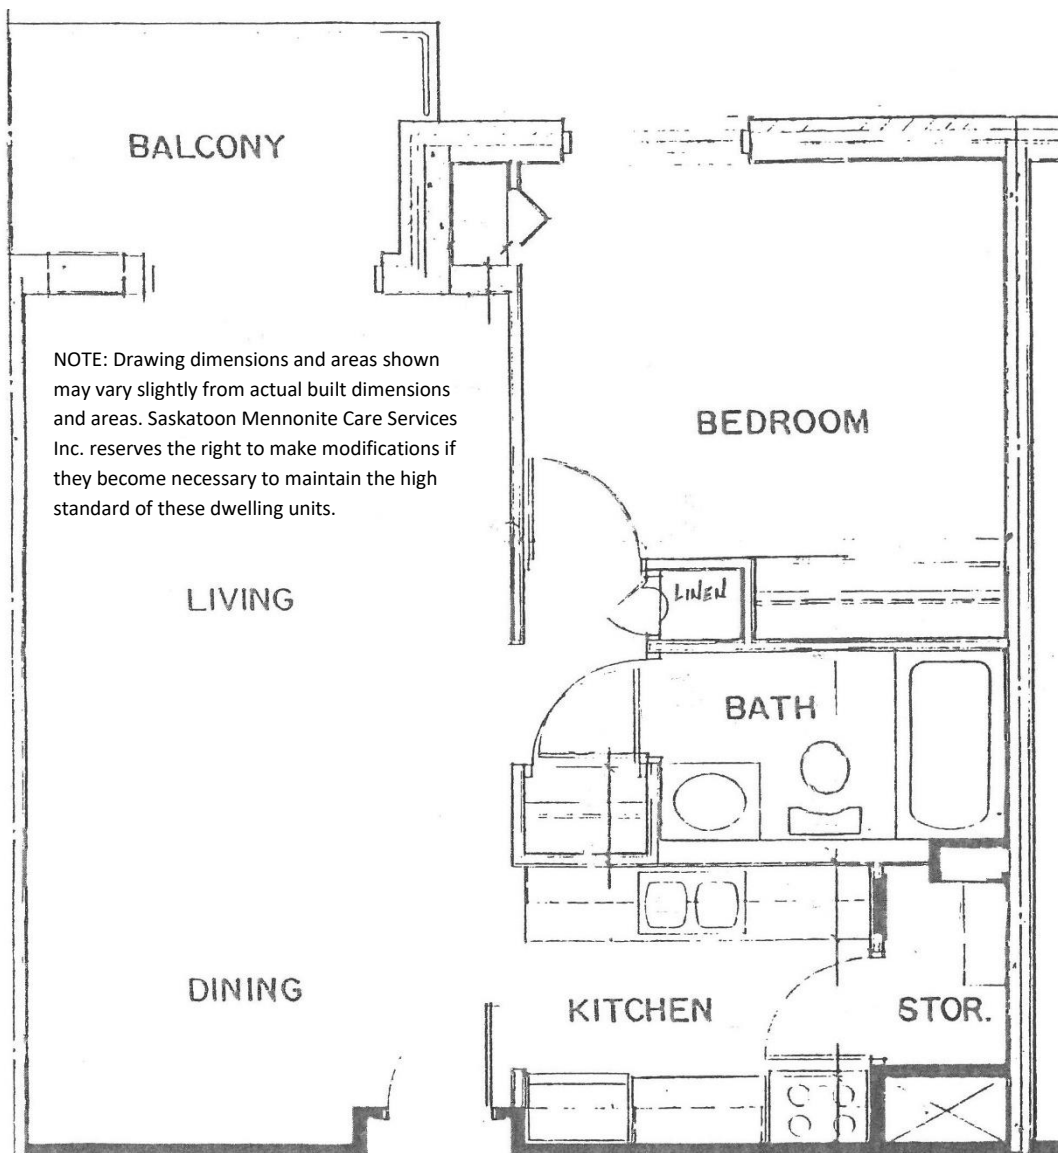 BALCONY
NOTE: Drawing dimensions and areas shown
may vary slightly from actual built dimensions
and areas. Saskatoon Mennonite Care Services
Inc. reserves the right to make modifications if
they become necessary to maintain the high
standard of these dwelling units.
BEDROOM
LIVING
LINEN
BATH
DINING
KITCHEN
STOR.